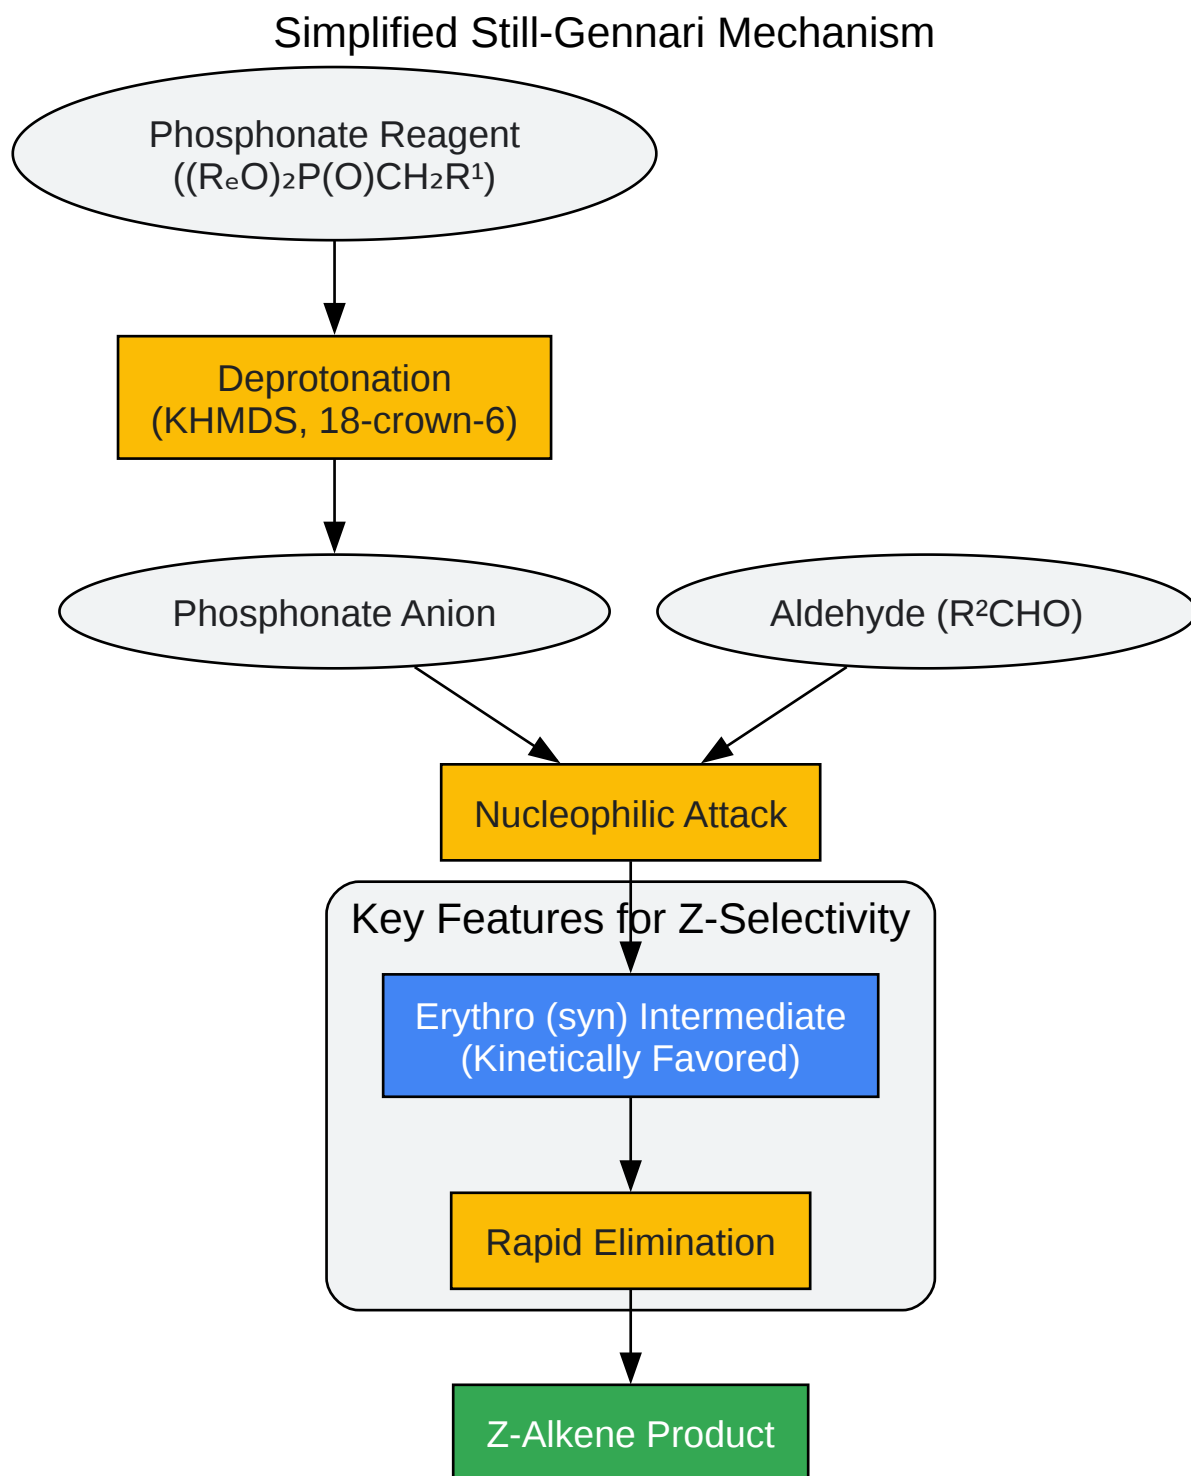 Simplified Still-Gennari Mechanism
Phosphonate Reagent
((RₑO)₂P(O)CH₂R¹)
Deprotonation
(KHMDS, 18-crown-6)
Phosphonate Anion
Aldehyde (R²CHO)
Nucleophilic Attack
Key Features for Z-Selectivity
Erythro (syn) Intermediate
(Kinetically Favored)
Rapid Elimination
Z-Alkene Product